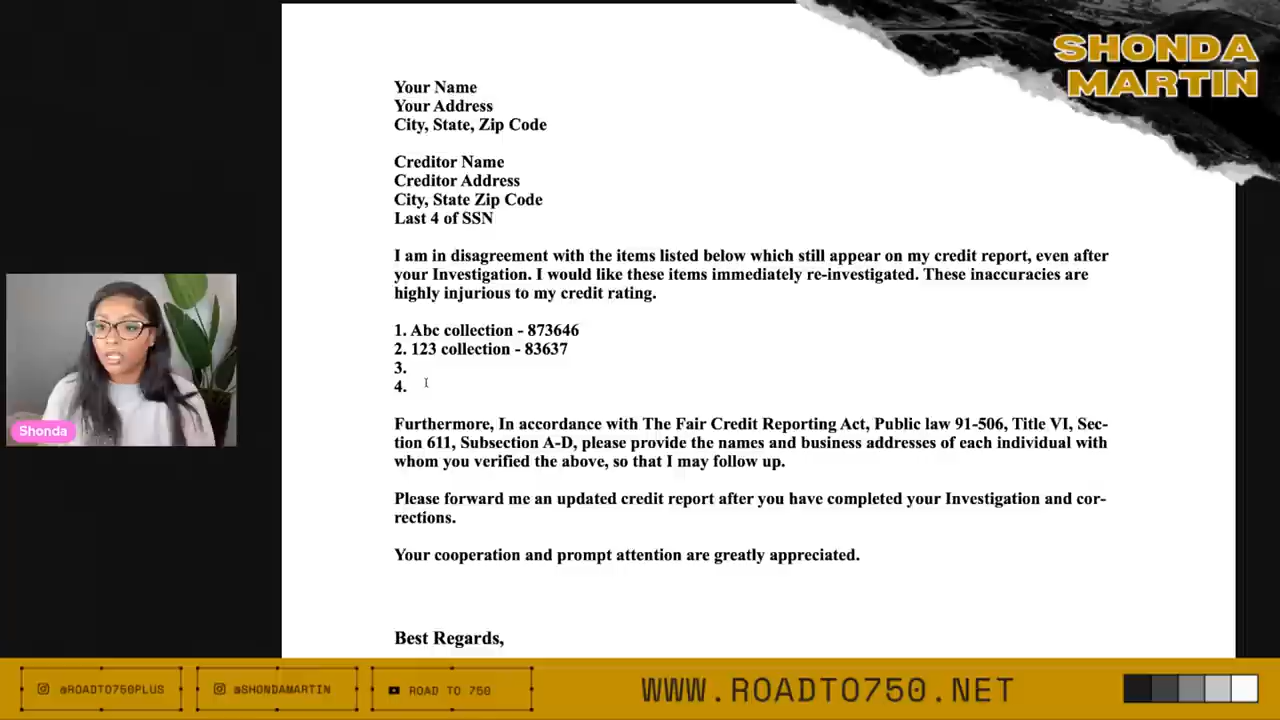 SHONDA
MARTIN
Your Name
Your Address
City, State, Zip Code
Creditor Name
Creditor Address
City, State Zip Code
Last 4 of SSN
I am in disagreement with the items listed below which still appear on my credit report, even after
your Investigation. I would like these items immediately re-investigated. These inaccuracies are
highly injurious to my credit rating.
1. Abc collection - 873646
2. 123 collection - 83637
3.
4.
Furthermore, In accordance with The Fair Credit Reporting Act, Public law 91-506, Title VI, Sec-
tion 611, Subsection A-D, please provide the names and business addresses of each individual with
whom you verified the above, so that I may follow up.
Please forward me an updated credit report after you have completed your Investigation and cor-
rections.
Your cooperation and prompt attention are greatly appreciated.
Best Regards,
Shonda
@ROADTO750PLUS
@SHONDAMARTIN
ROAD TO 750
WWW.ROADTO750.NET